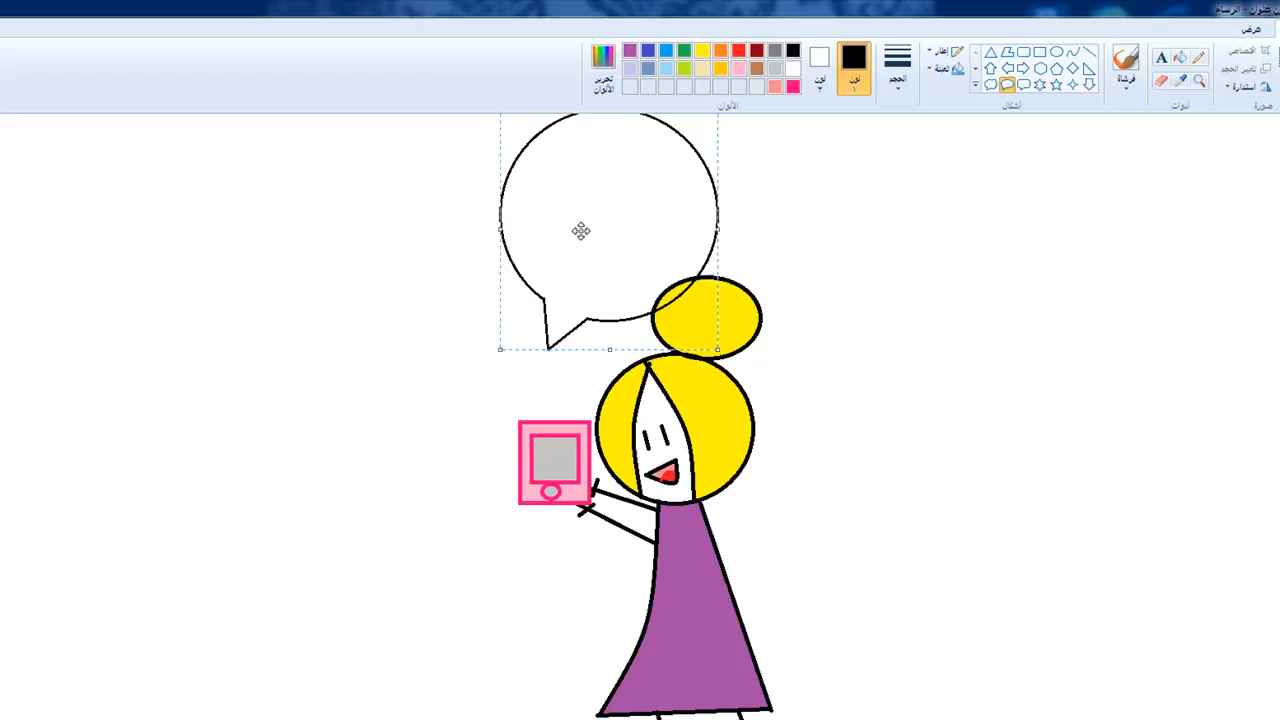 بدون عنوان - الرسام
عرض
اقتصاص
تغيير الحجم
استدارة
صورة
A
أدوات
فرشاة
إطار
تعبئة
أشكال
الحجم
لون
١
لون
٢
تحرير
الألوان
الألوان